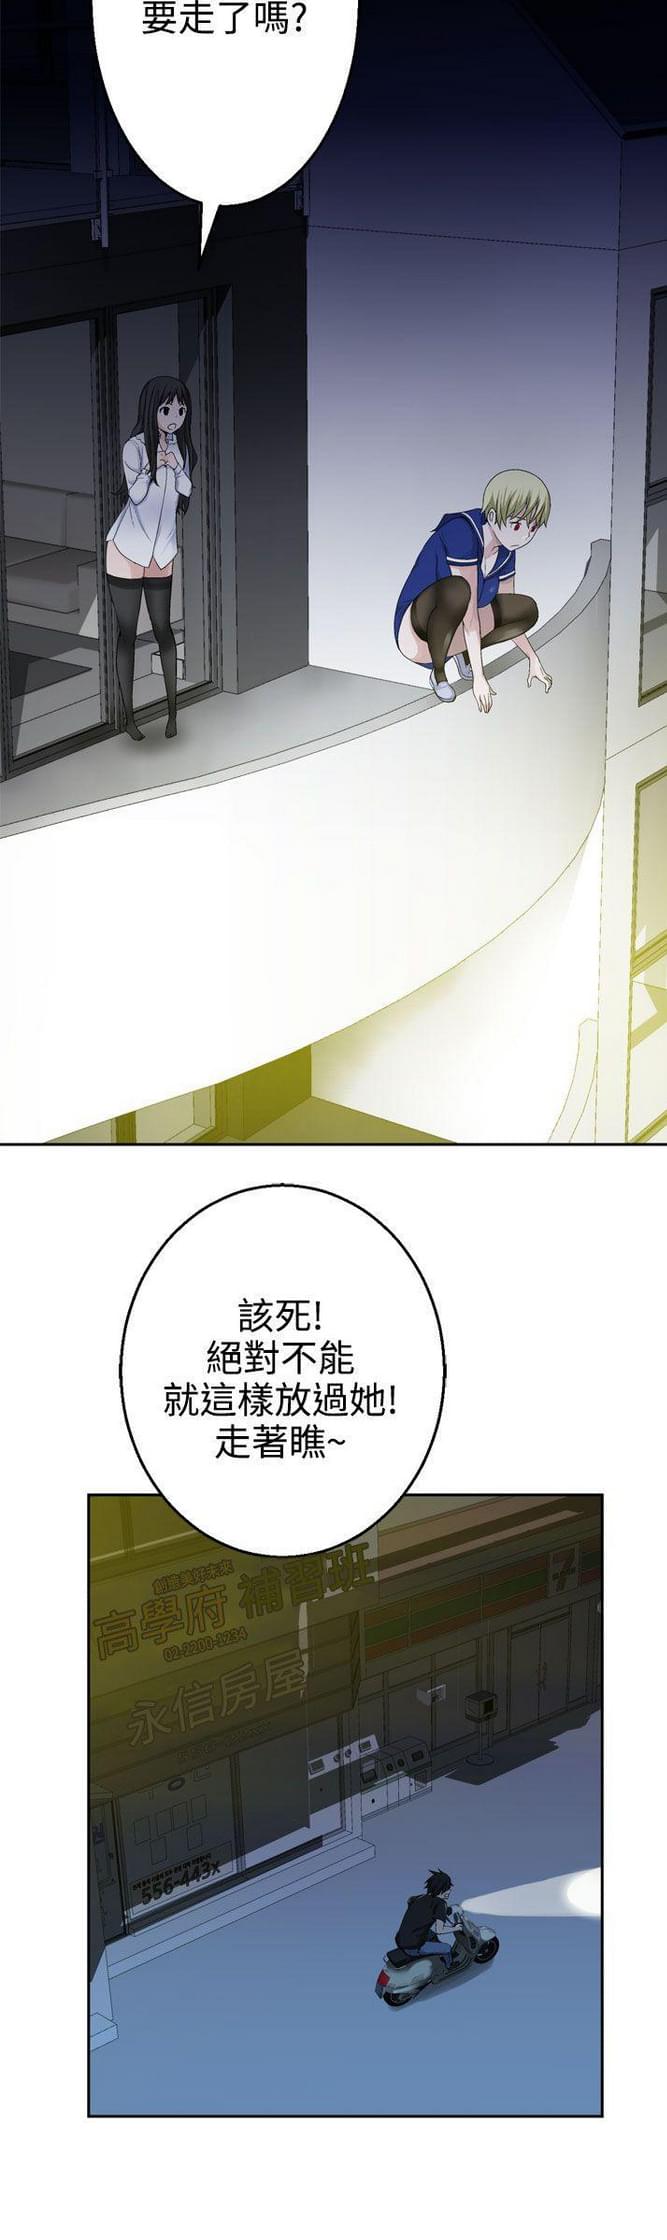 要走了嗎?
該死!
絕對不能
就這樣放過她!
走著瞧~
創造美好未來
高學府 補習班
02-2200-1234
永信房屋
7
556-443x